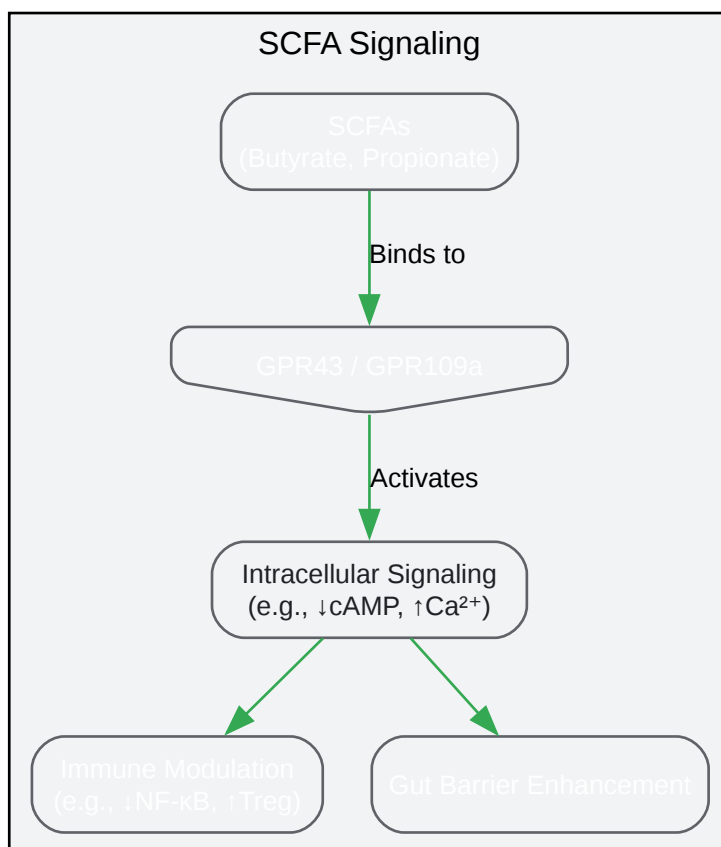 SCFA Signaling
SCFAs
(Butyrate, Propionate)
Binds to
GPR43 / GPR109a
Activates
Intracellular Signaling
(e.g., ↓cAMP, ↑Ca²⁺)
Immune Modulation
(e.g., ↓NF-κB, ↑Treg)
Gut Barrier Enhancement